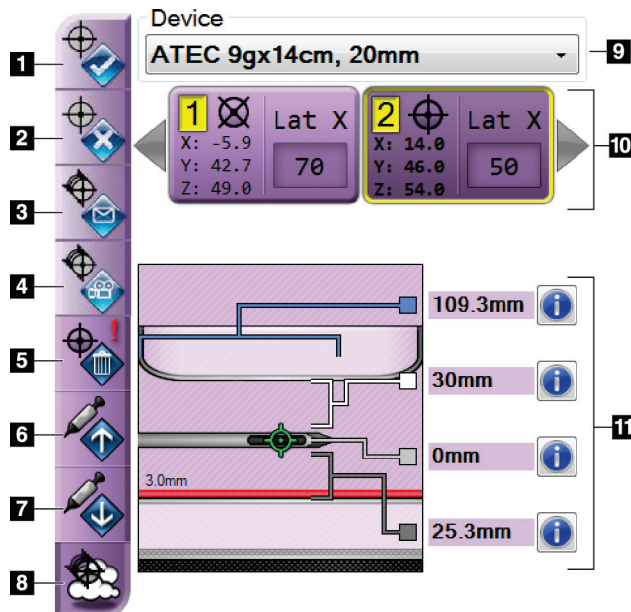 Device
ATEC 9gx14cm, 20mm
1 Lat X
X: -5.9
Y: 42.7
Z: 49.0
70
2 Lat X
X: 14.0
Y: 46.0
Z: 54.0
50
109.3mm
30mm
0mm
3.0mm
25.3mm
i
i
i
i
!
1
2
3
4
5
6
7
8
9
10
11